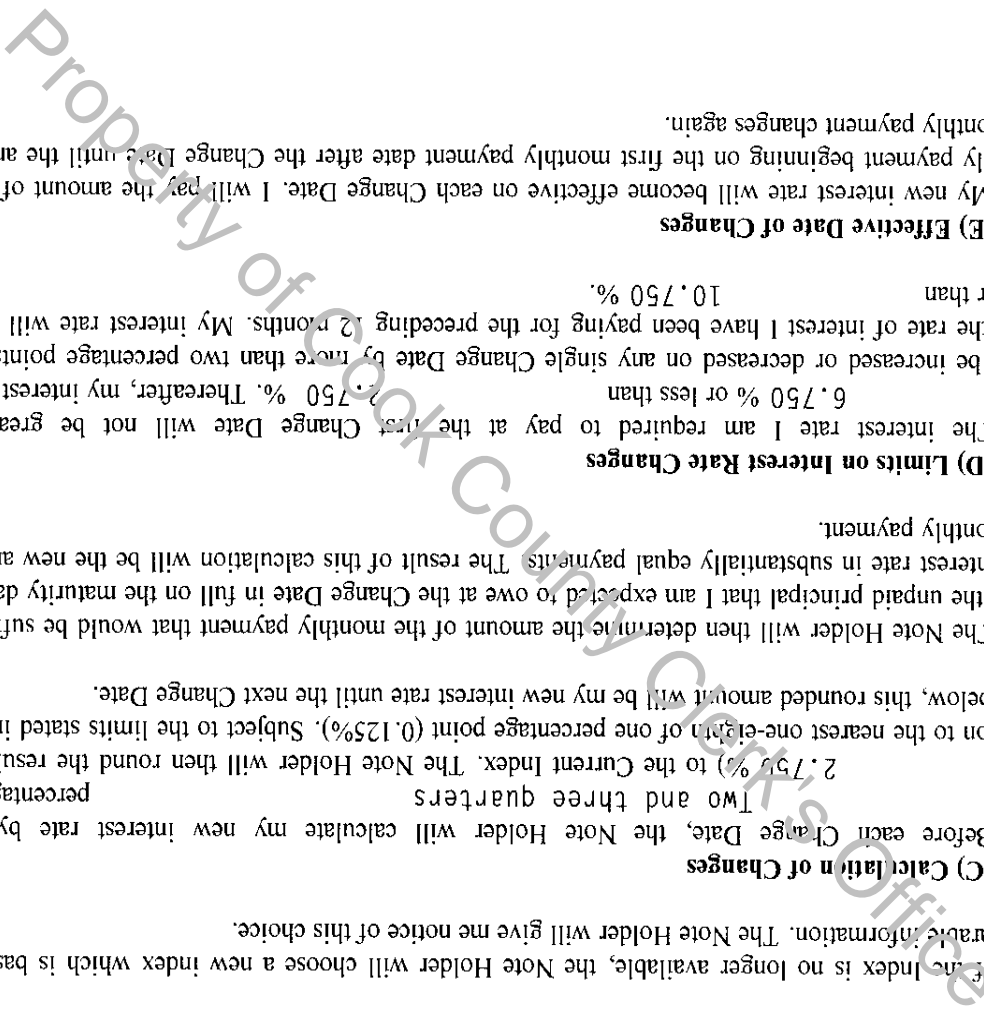 f the Index is no longer available, the Note Holder will choose a new index which is bas
arable information. The Note Holder will give me notice of this choice.
C) Calculation of Changes
Before each Change Date, the Note Holder will calculate my new interest rate by
Two and three quarters percentag
2.750 %) to the Current Index. The Note Holder will then round the resul
on to the nearest one-eighth of one percentage point (0.125%). Subject to the limits stated in
below, this rounded amount will be my new interest rate until the next Change Date.
The Note Holder will then determine the amount of the monthly payment that would be suff
the unpaid principal that I am expected to owe at the Change Date in full on the maturity da
nterest rate in substantially equal payments. The result of this calculation will be the new a
onthly payment.
D) Limits on Interest Rate Changes
The interest rate I am required to pay at the first Change Date will not be grea
6.750 % or less than 2.750 %. Thereafter, my interest
be increased or decreased on any single Change Date by more than two percentage points
the rate of interest I have been paying for the preceding 12 months. My interest rate will
r than 10.750 %.
E) Effective Date of Changes
My new interest rate will become effective on each Change Date. I will pay the amount of
ly payment beginning on the first monthly payment date after the Change Date until the a
onthly payment changes again.
Property of Cook County Clerk's Office